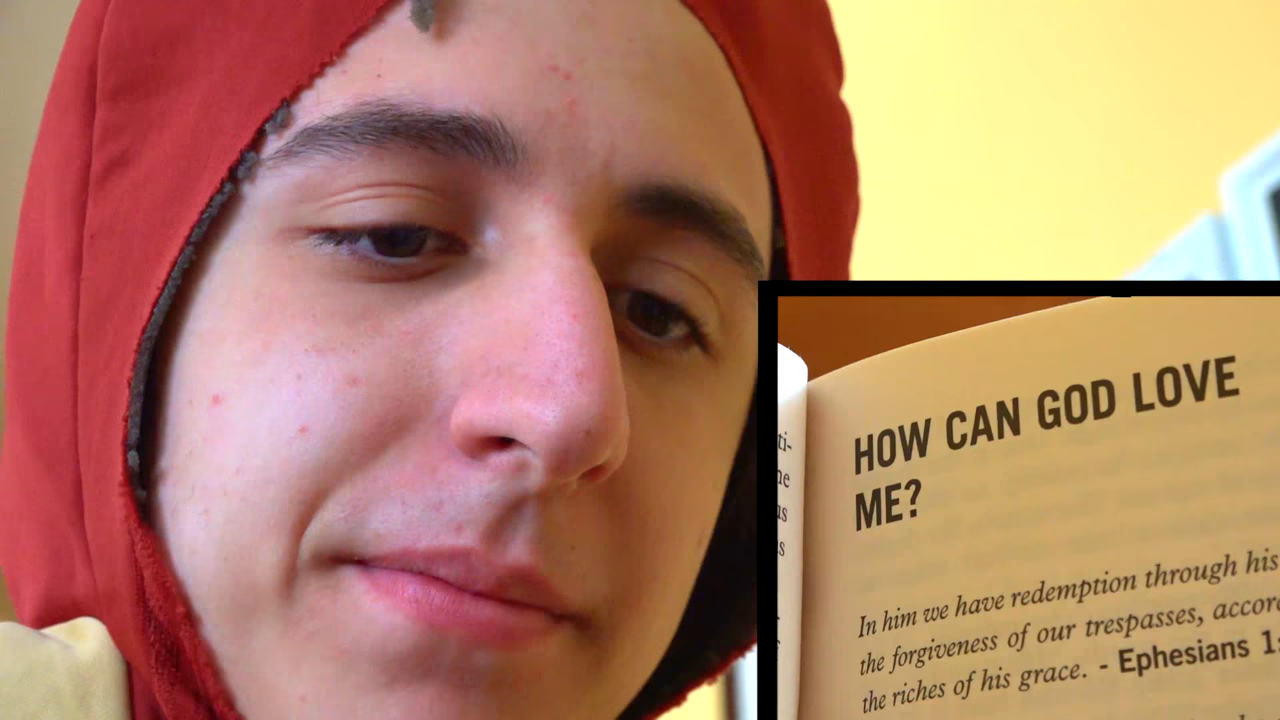 ti-
HOW CAN GOD LOVE
ME?
In him we have redemption through his
the forgiveness of our trespasses, accor
the riches of his grace. - Ephesians 1: